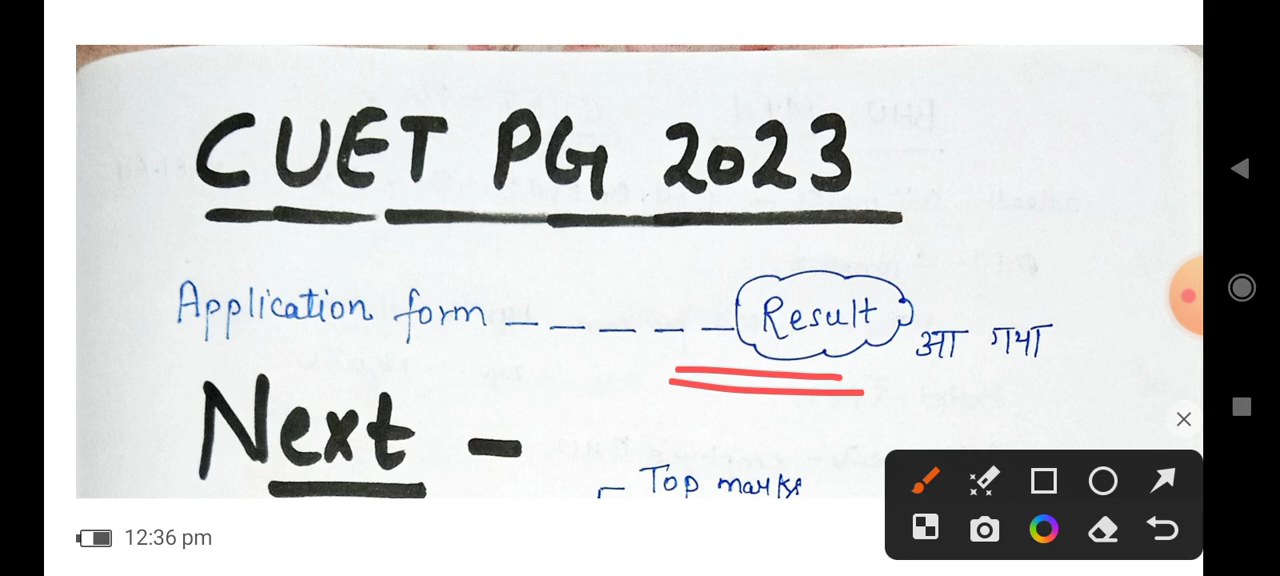 CUET PG 2023
Application form _ _ _ _ _ Result आ गया
Next -
Top marks
12:36 pm